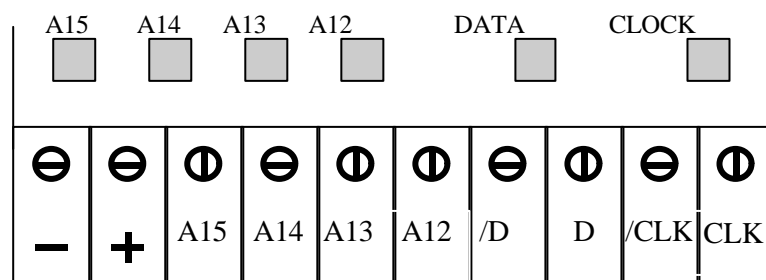 A15 A14 A13 A12 DATA CLOCK
A15 A14 A13 A12 /D D /CLK CLK
− +